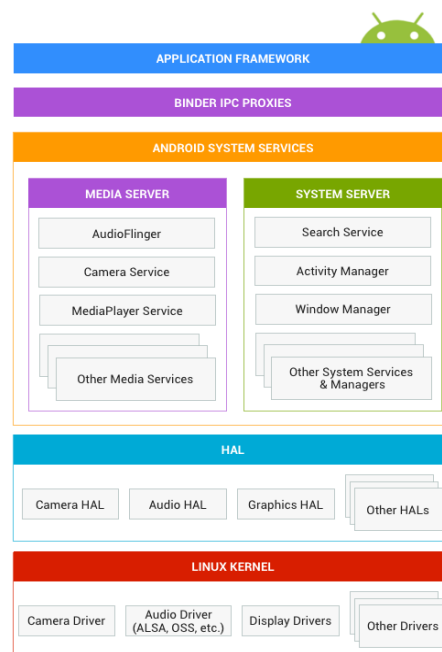 APPLICATION FRAMEWORK
BINDER IPC PROXIES
ANDROID SYSTEM SERVICES
MEDIA SERVER
AudioFlinger
Camera Service
MediaPlayer Service
Other Media Services
SYSTEM SERVER
Search Service
Activity Manager
Window Manager
Other System Services
& Managers
HAL
Camera HAL
Audio HAL
Graphics HAL
Other HALs
LINUX KERNEL
Camera Driver
Audio Driver
(ALSA, OSS, etc.)
Display Drivers
Other Drivers